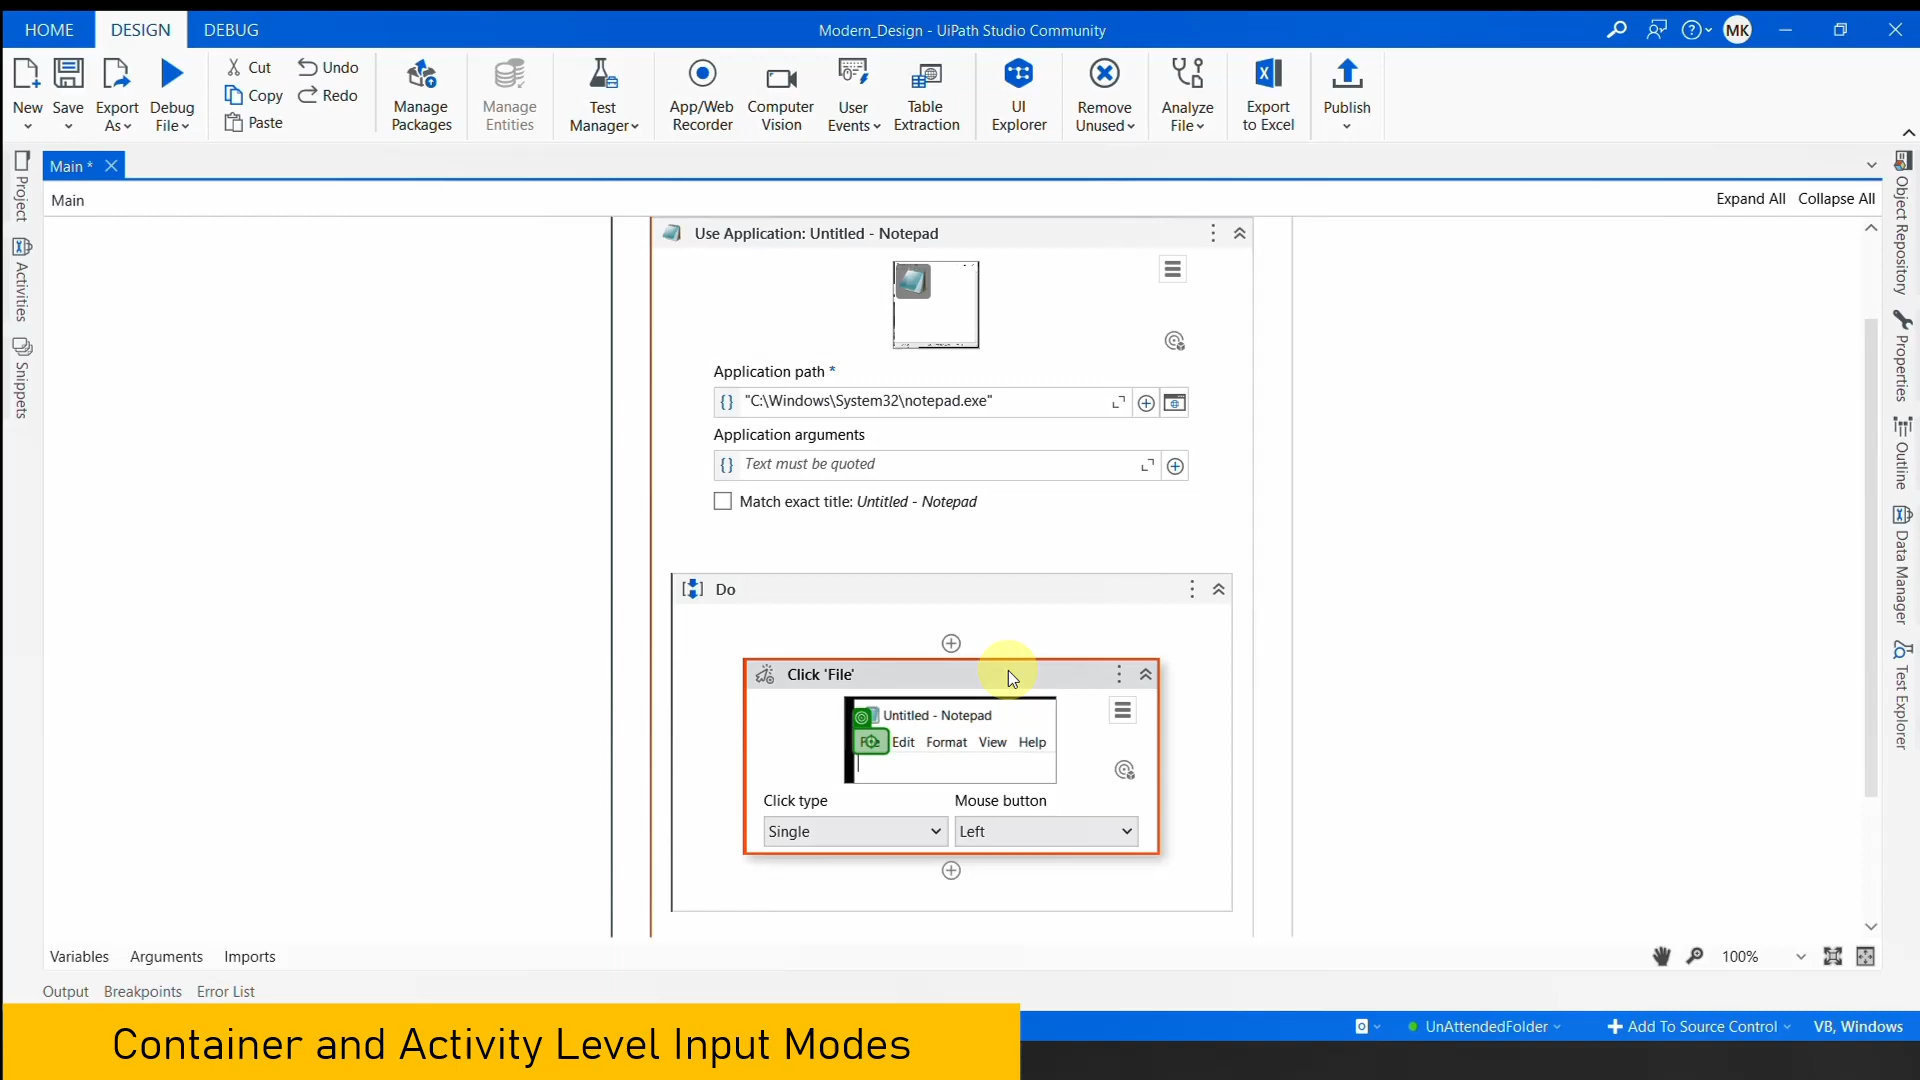 HOME DESIGN DEBUG
Modern_Design - UiPath Studio Community
MK
New
Save
Export As
Debug File
Cut
Copy
Paste
Undo
Redo
Manage Packages
Manage Entities
Test Manager
App/Web Recorder
Computer Vision
User Events
Table Extraction
UI Explorer
Remove Unused
Analyze File
Export to Excel
Publish
Main *
Main
Expand All Collapse All
Project
Activities
Snippets
Object Repository
Properties
Outline
Data Manager
Test Explorer
Use Application: Untitled - Notepad
Application path *
"C:\Windows\System32\notepad.exe"
Application arguments
Text must be quoted
Match exact title: Untitled - Notepad
Do
Click 'File'
Untitled - Notepad
File Edit Format View Help
Click type Mouse button
Single Left
Variables Arguments Imports
100%
Output Breakpoints Error List
UnAttendedFolder
Add To Source Control
VB, Windows
Container and Activity Level Input Modes